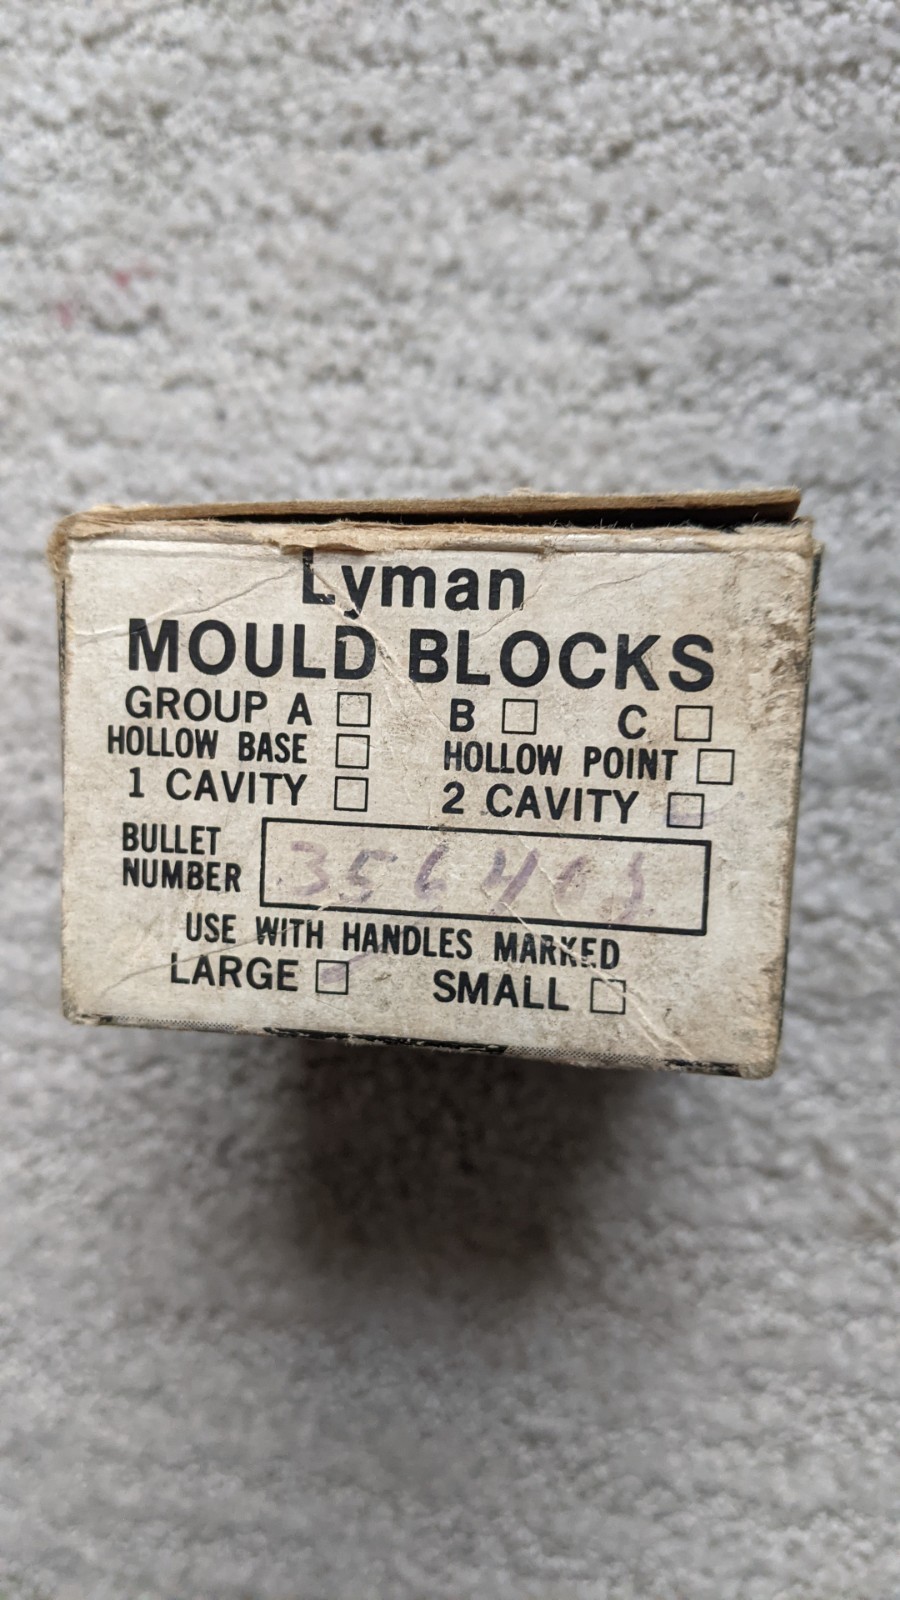 Lyman
MOULD BLOCKS
GROUP A □ B □ C □
HOLLOW BASE □ HOLLOW POINT □
1 CAVITY □ 2 CAVITY □
BULLET
NUMBER
USE WITH HANDLES MARKED
LARGE □ SMALL □